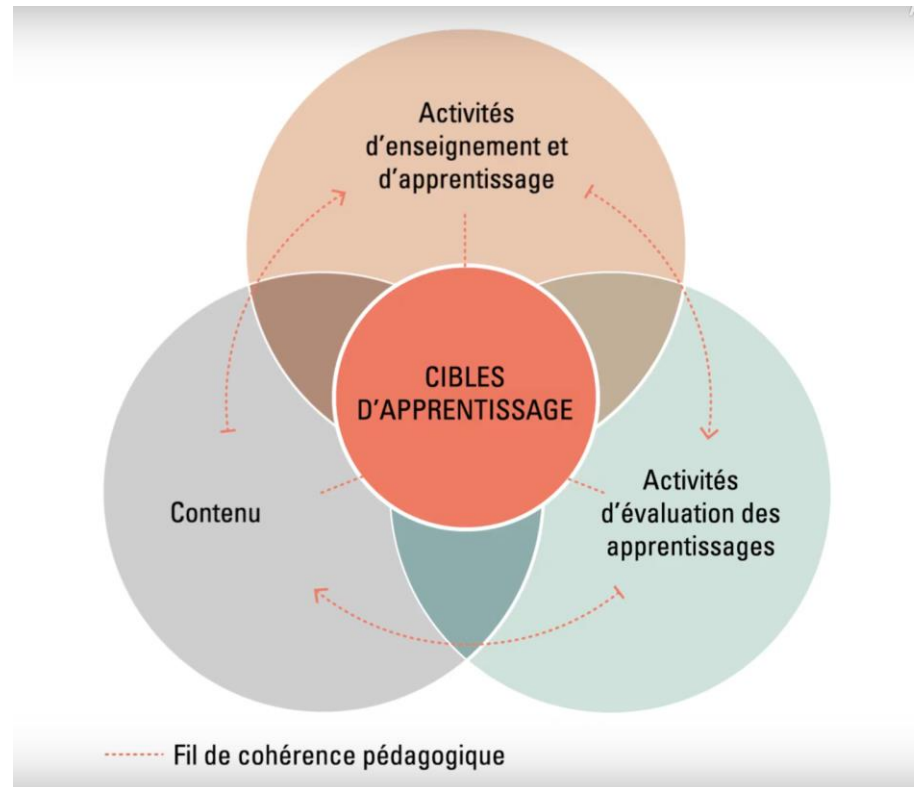 Activités
d'enseignement et
d'apprentissage
CIBLES
D'APPRENTISSAGE
Contenu
Activités
d'évaluation des
apprentissages
Fil de cohérence pédagogique